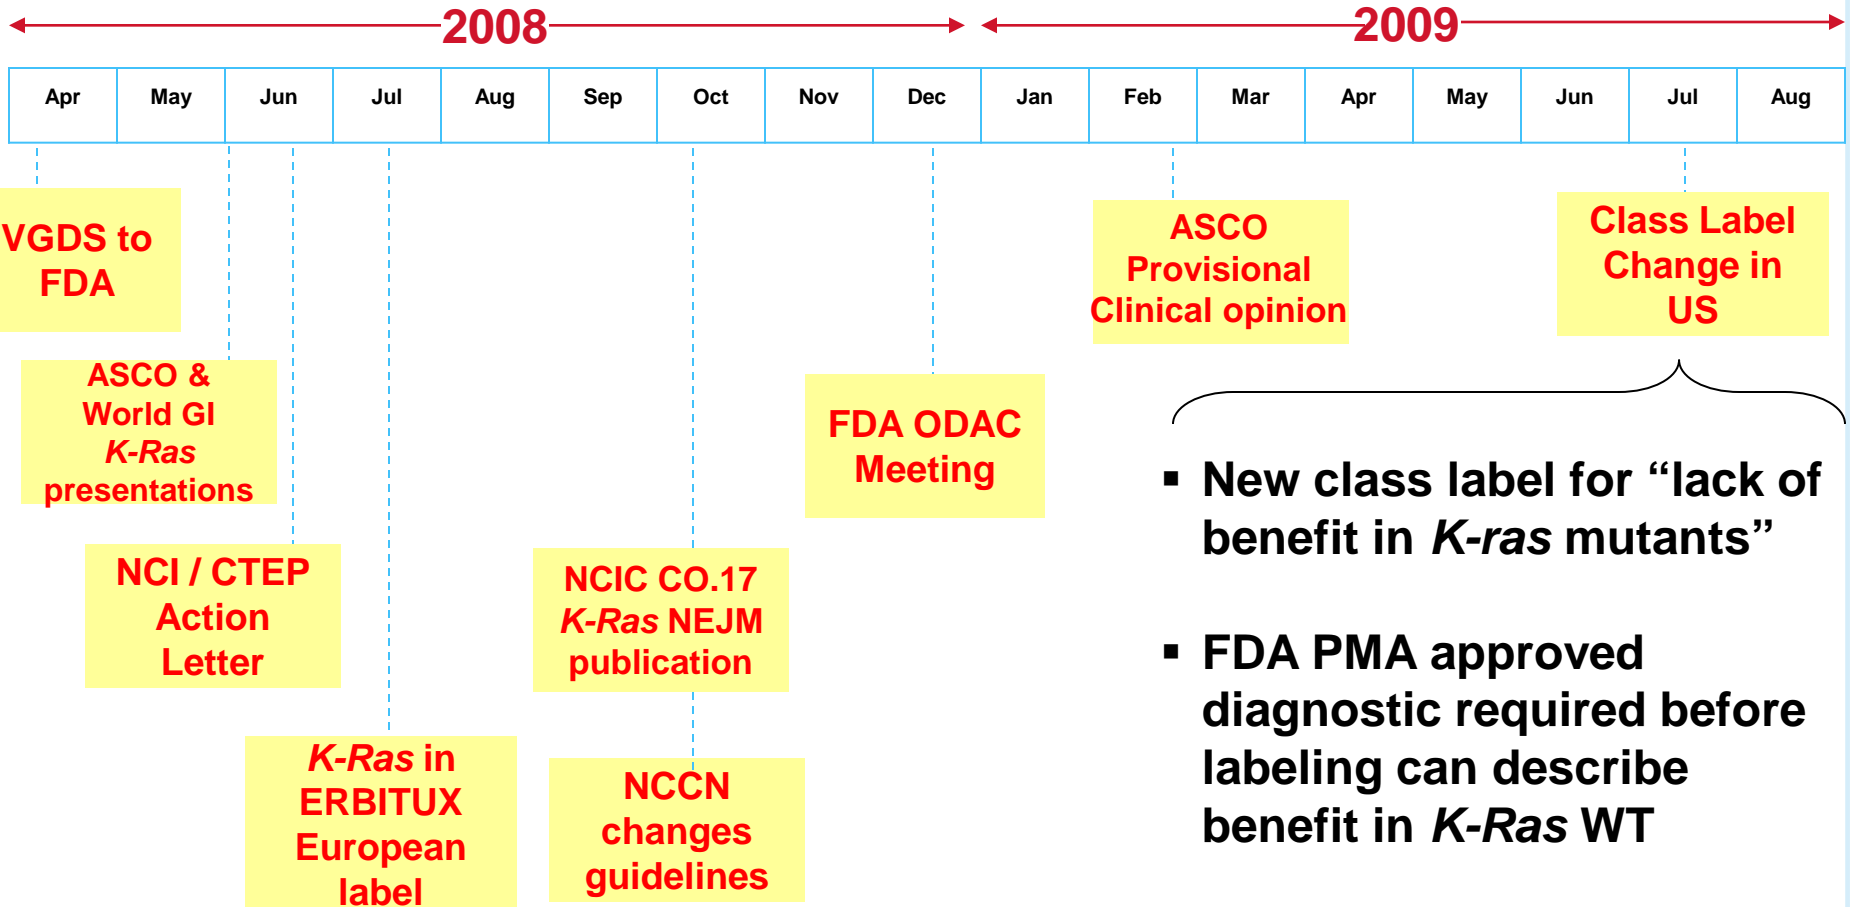 2008
2009
Apr May Jun Jul Aug Sep Oct Nov Dec Jan Feb Mar Apr May Jun Jul Aug
VGDS to
FDA
ASCO &
World GI
K-Ras
presentations
NCI / CTEP
Action
Letter
K-Ras in
ERBITUX
European
label
NCIC CO.17
K-Ras NEJM
publication
NCCN
changes
guidelines
FDA ODAC
Meeting
ASCO
Provisional
Clinical opinion
Class Label
Change in
US
▪ New class label for “lack of
benefit in K-ras mutants”
▪ FDA PMA approved
diagnostic required before
labeling can describe
benefit in K-Ras WT